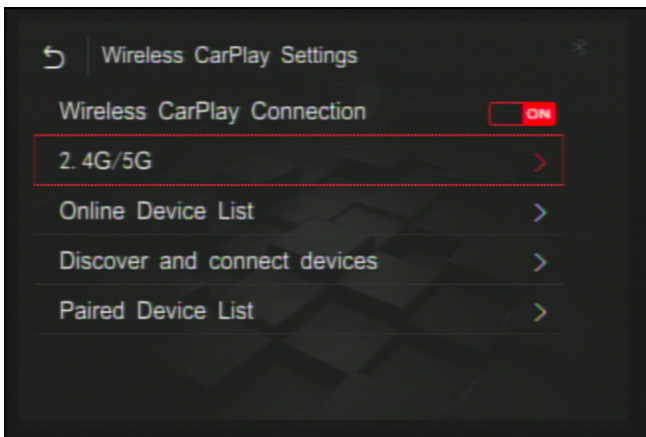 Wireless CarPlay Settings
Wireless CarPlay Connection ON
2. 4G/5G
Online Device List
Discover and connect devices
Paired Device List